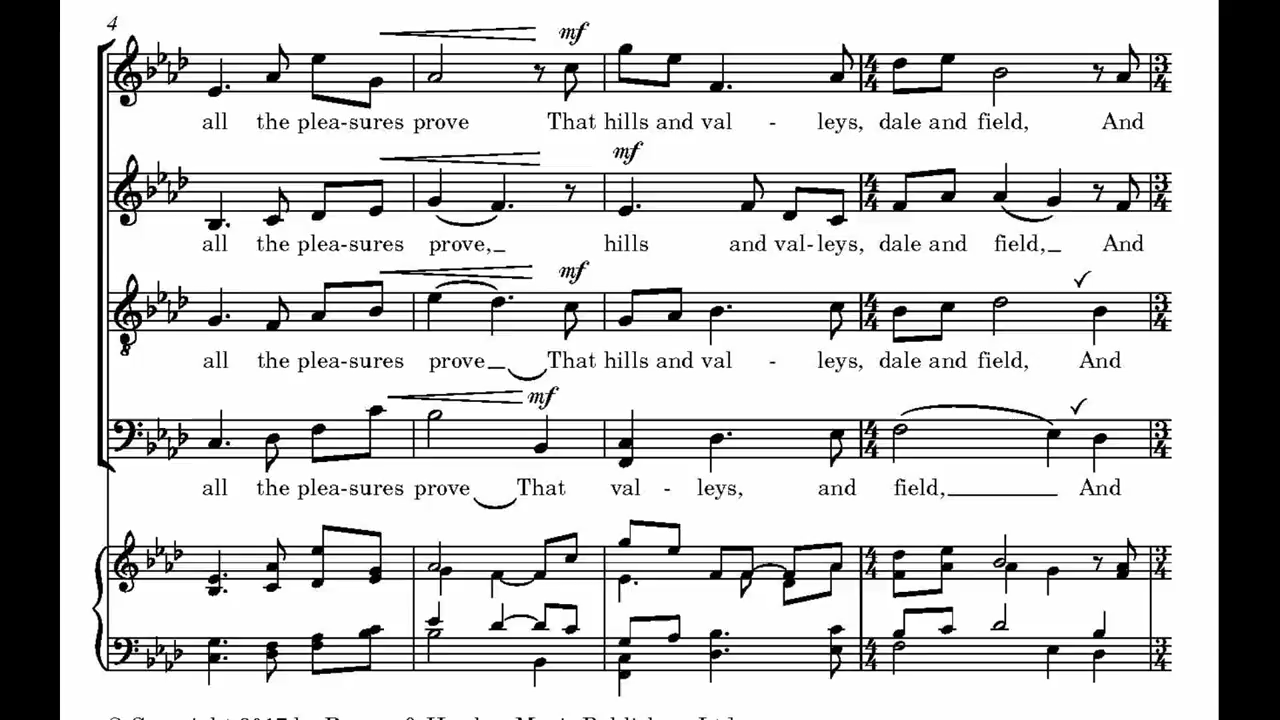 4
mf
all the plea-sures prove That hills and val - leys, dale and field, And
mf
all the plea-sures prove, hills and val-leys, dale and field, And
mf
all the plea-sures prove That hills and val - leys, dale and field, And
mf
all the plea-sures prove That val - leys, and field, And